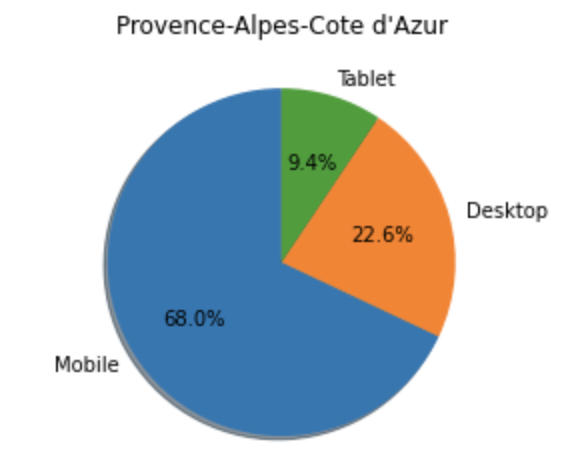 Provence-Alpes-Cote d'Azur
Tablet
9.4%
Desktop
22.6%
68.0%
Mobile